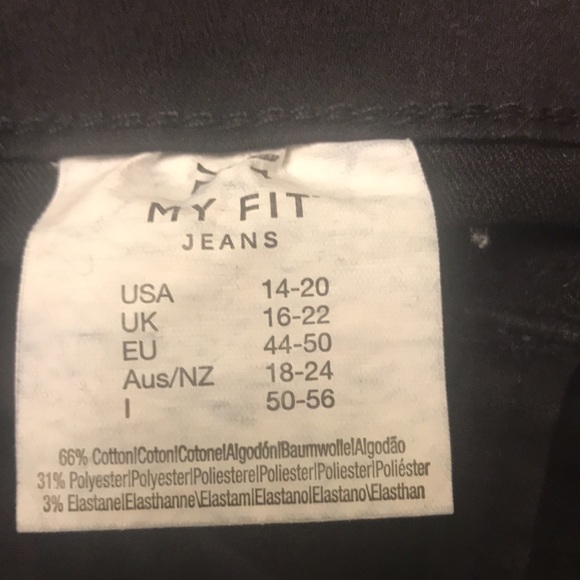 MY FIT
JEANS
USA 14-20
UK 16-22
EU 44-50
Aus/NZ 18-24
I 50-56
66% Cotton|Coton|Cotone|Algodón|Baumwolle|Algodão
31% Polyester|Polyester|Poliestere|Poliester|Poliester|Poliéster
3% Elastane|Elasthanne\Elastam|Elastano|Elastano\Elasthan